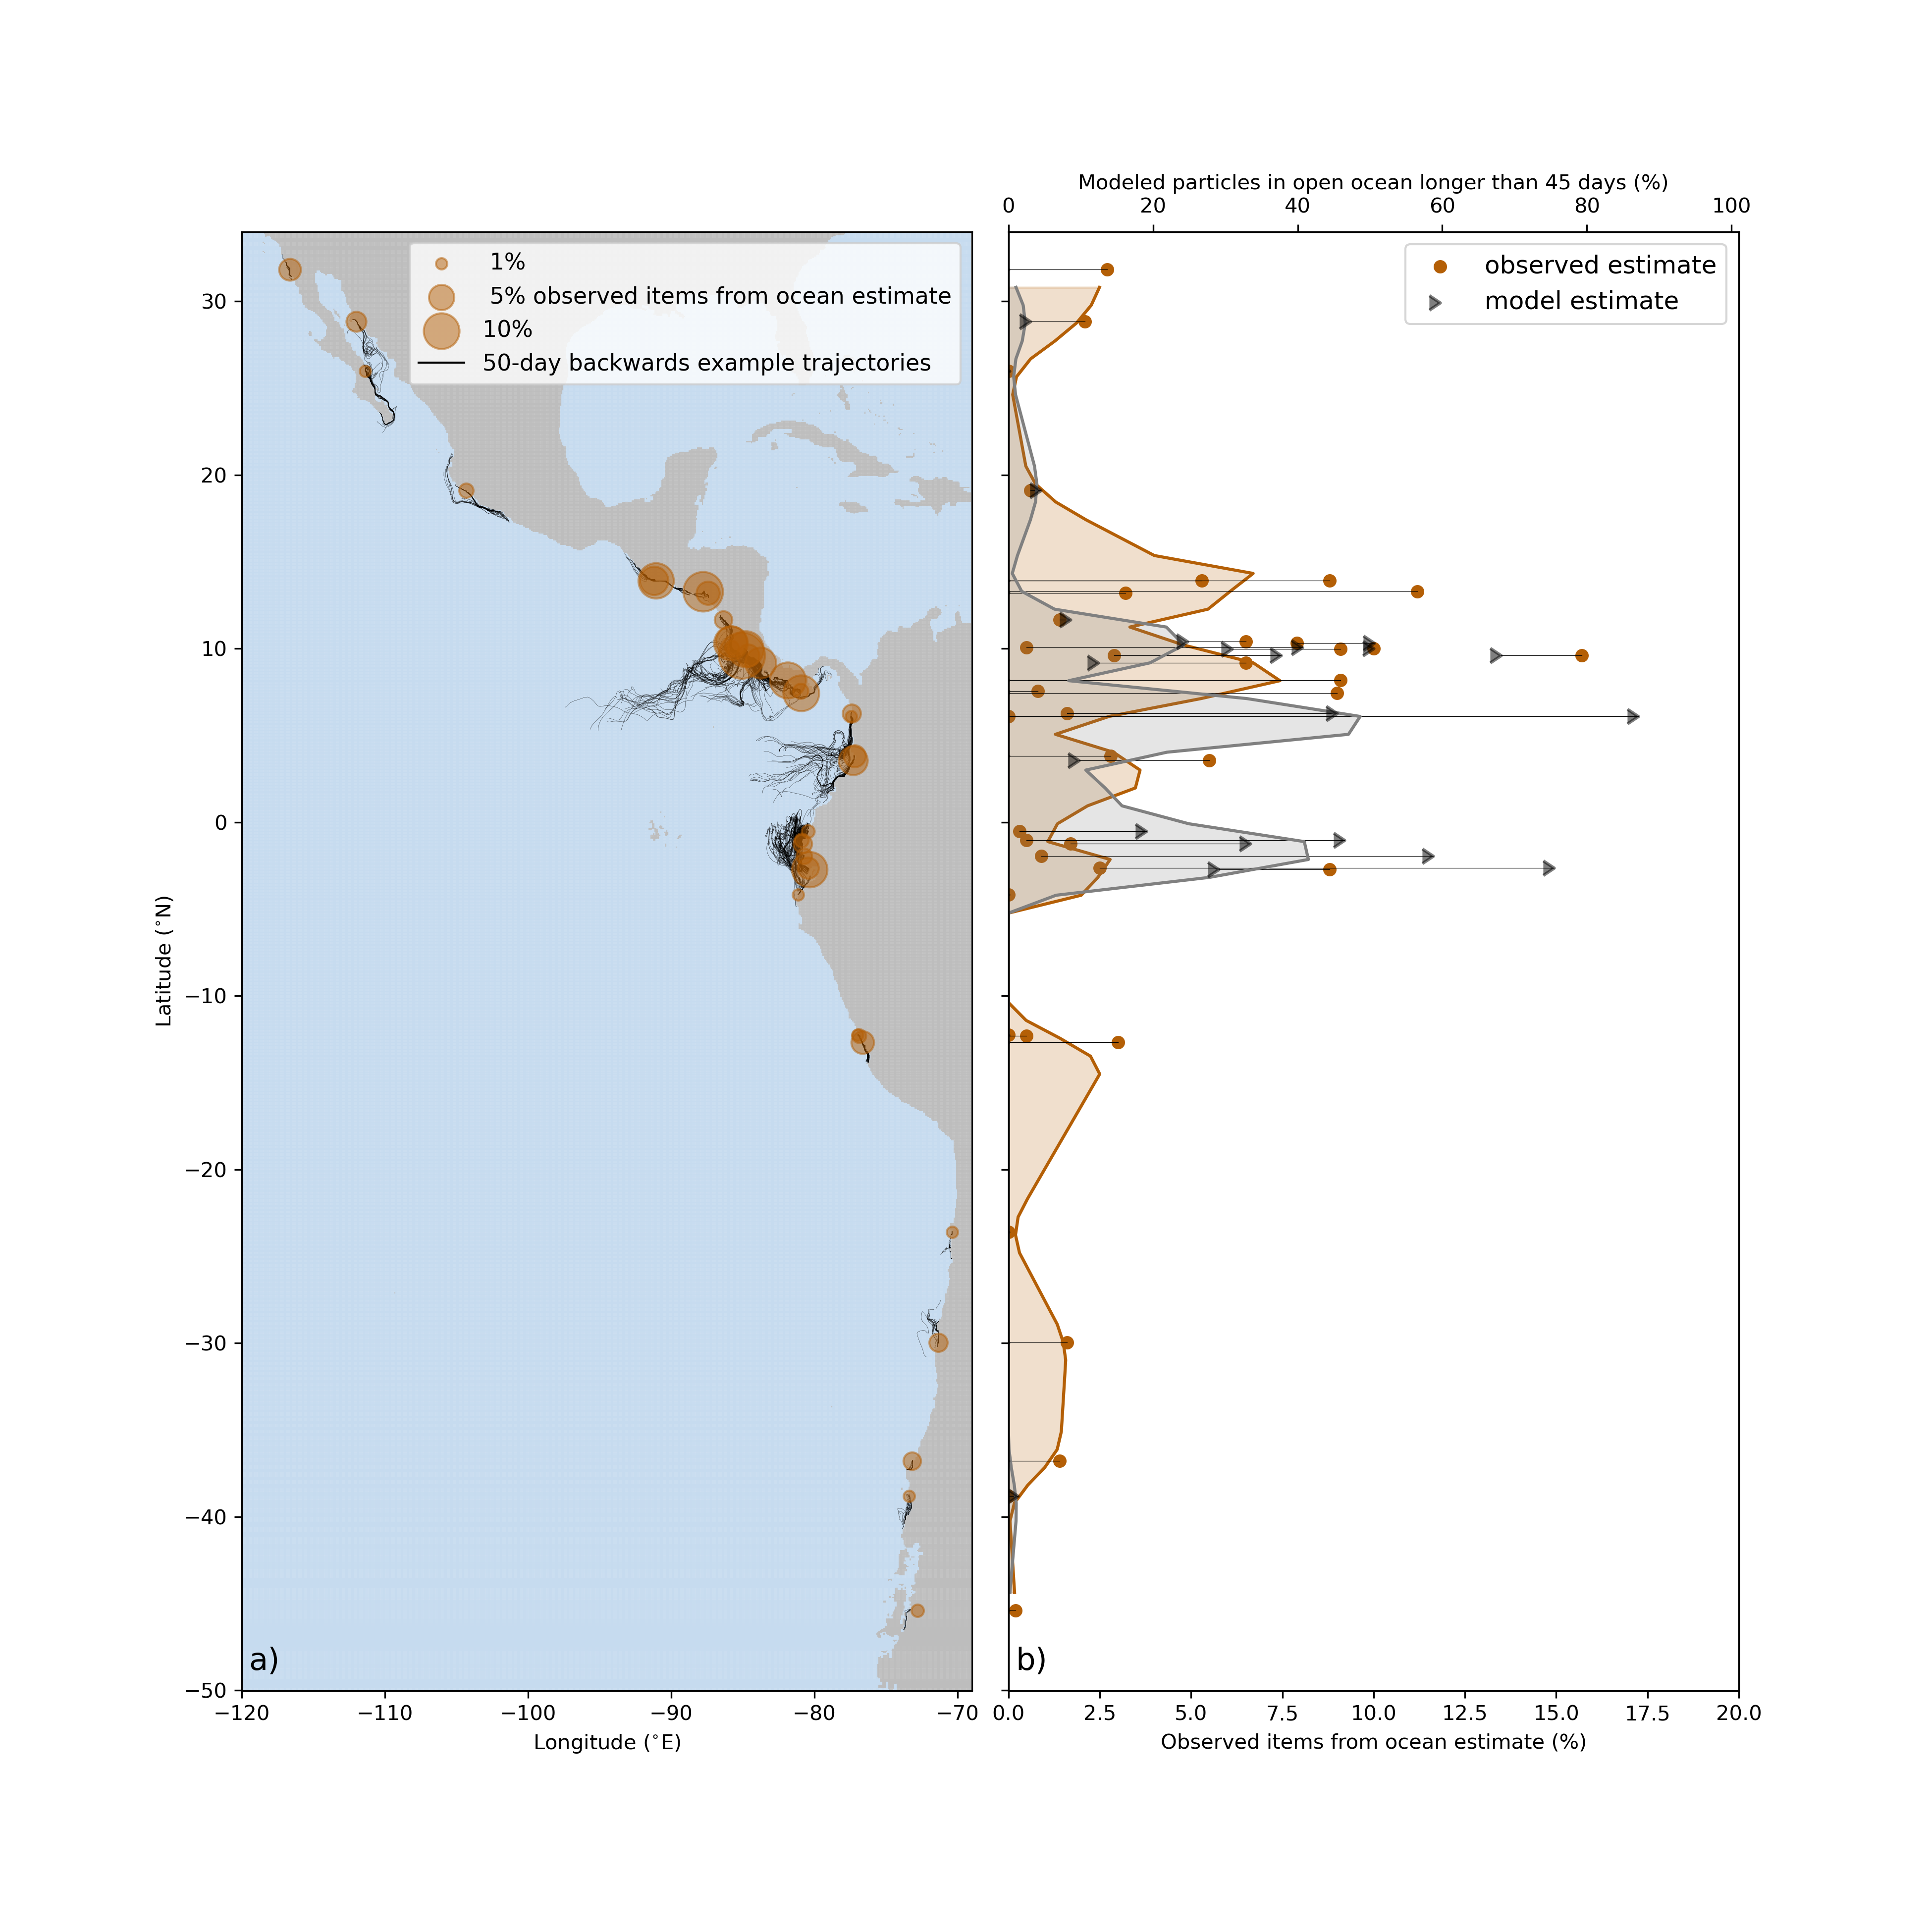 Modeled particles in open ocean longer than 45 days (%)
0 20 40 60 80 100
1%
5% observed items from ocean estimate
10%
50-day backwards example trajectories
observed estimate
model estimate
30
20
10
0
−10
−20
−30
−40
−50
Latitude (°N)
a)
b)
−120 −110 −100 −90 −80 −70
0.0 2.5 5.0 7.5 10.0 12.5 15.0 17.5 20.0
Longitude (°E)
Observed items from ocean estimate (%)